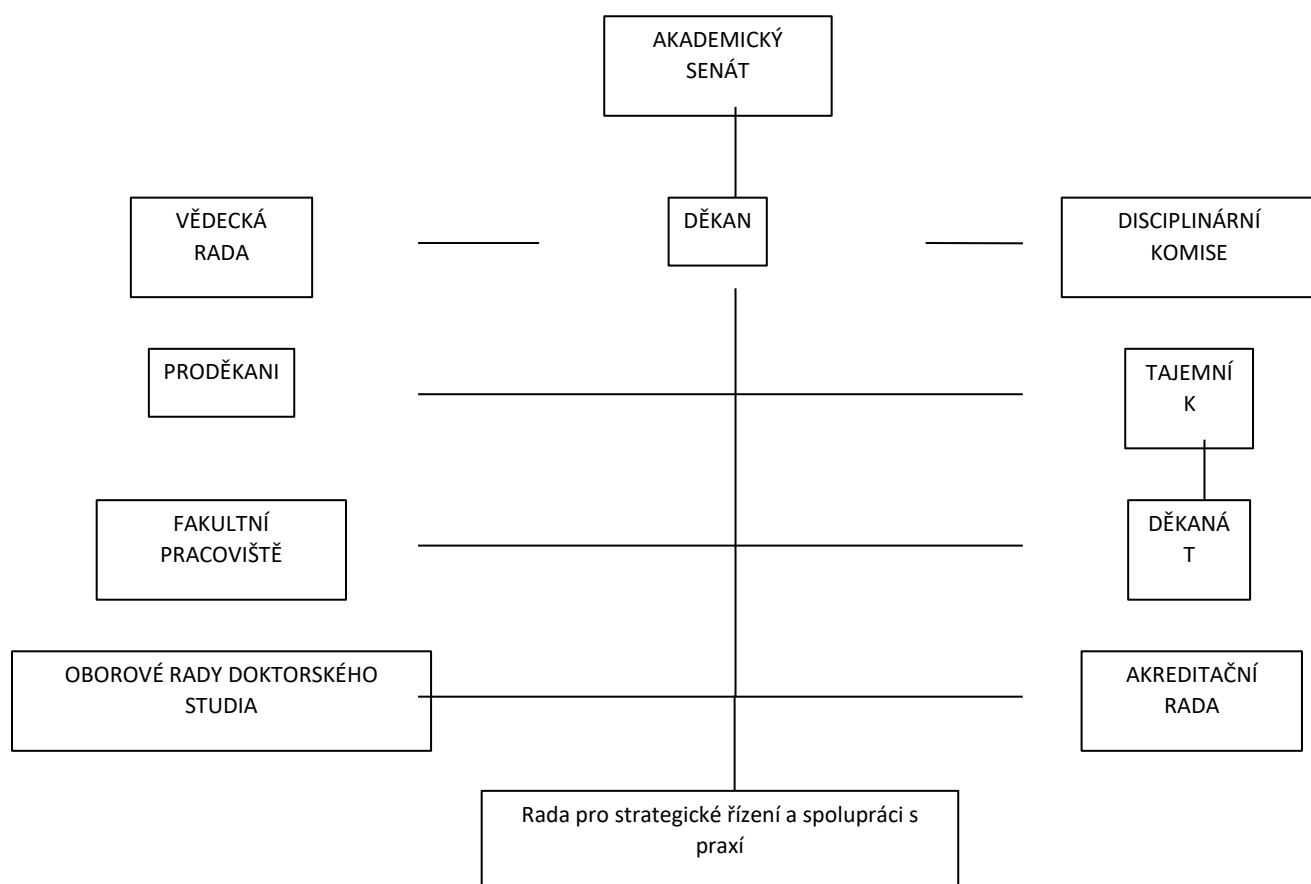 AKADEMICKÝ
SENÁT
VĚDECKÁ
RADA
DĚKAN
DISCIPLINÁRNÍ
KOMISE
PRODĚKANI
TAJEMNÍ
K
FAKULTNÍ
PRACOVIŠTĚ
DĚKANÁ
T
OBOROVÉ RADY DOKTORSKÉHO
STUDIA
AKREDITAČNÍ
RADA
Rada pro strategické řízení a spolupráci s
praxí